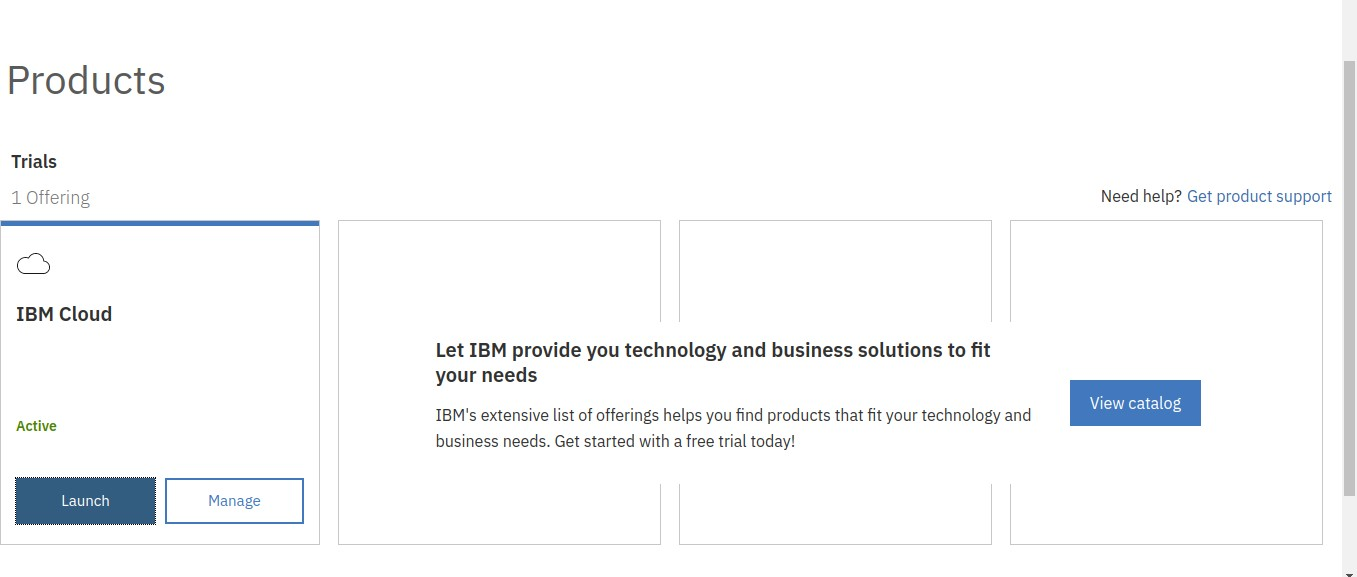 Products
Trials
1 Offering
Need help? Get product support
IBM Cloud
Active
Launch
Manage
Let IBM provide you technology and business solutions to fit
your needs
IBM's extensive list of offerings helps you find products that fit your technology and
business needs. Get started with a free trial today!
View catalog